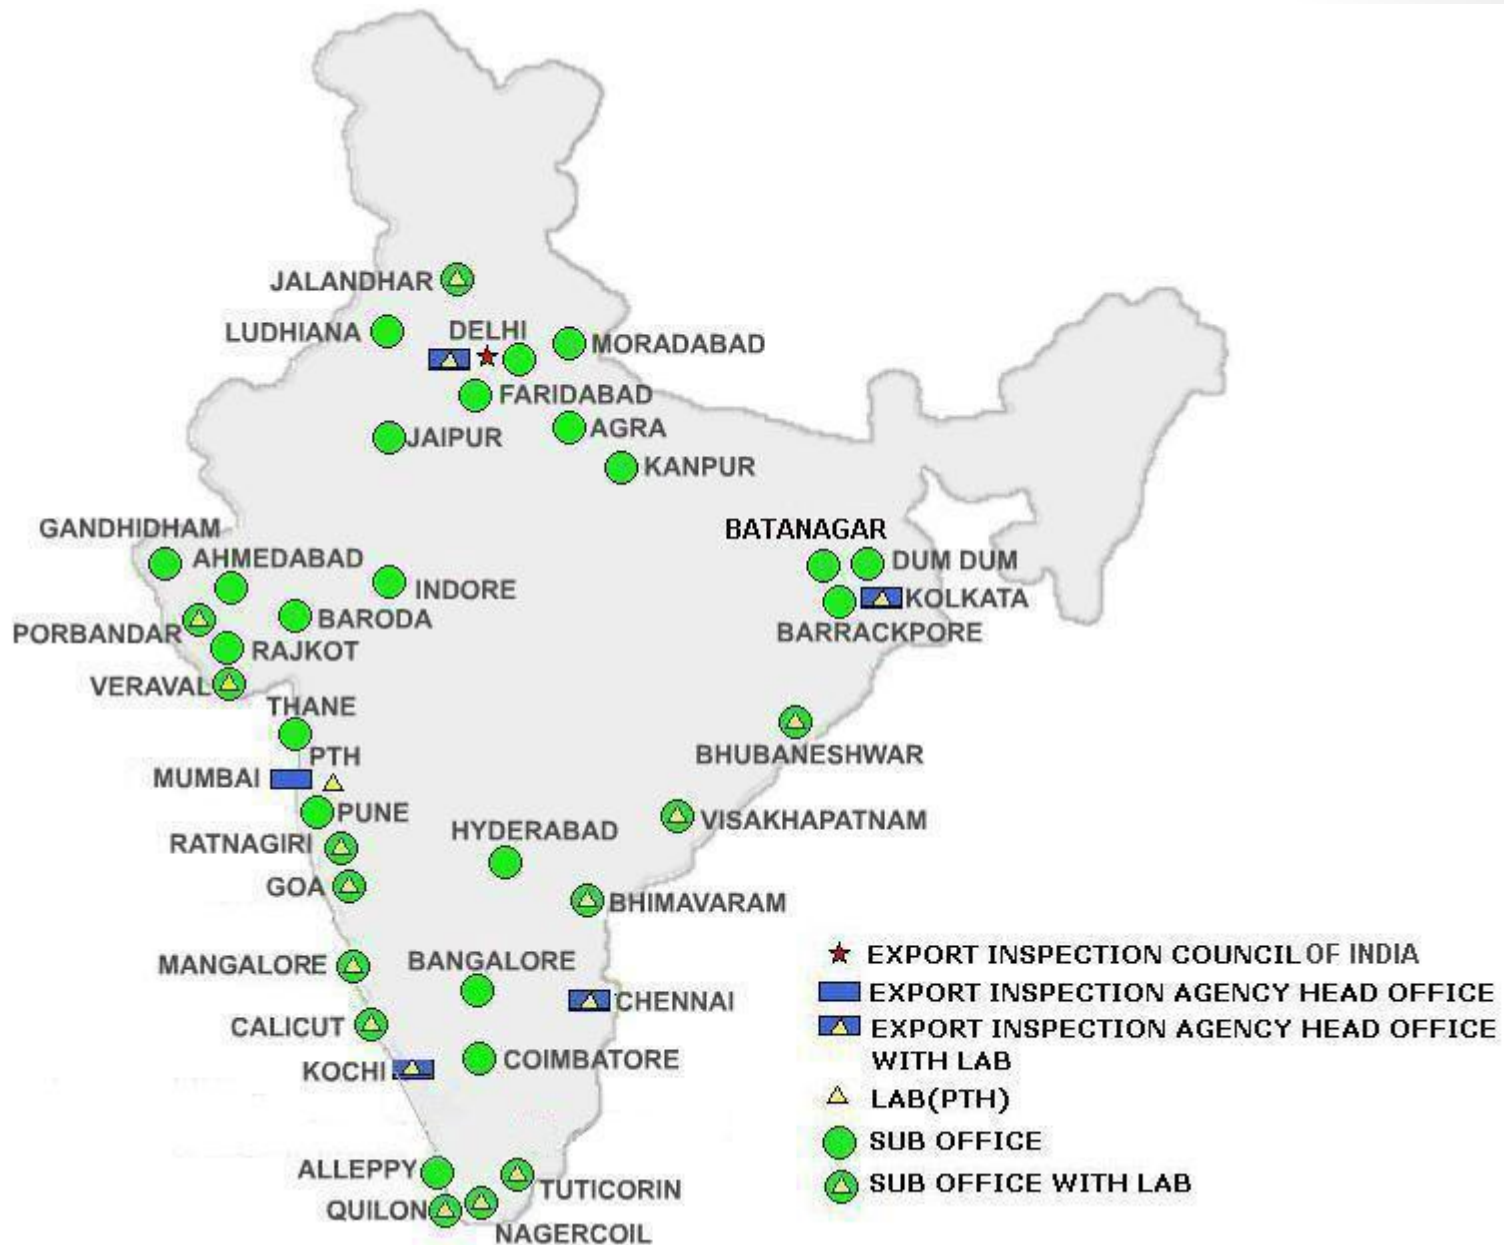 JALANDHAR
LUDHIANA
DELHI
MORADABAD
FARIDABAD
JAIPUR
AGRA
KANPUR
GANDHIDHAM
AHMEDABAD
BATANAGAR
DUM DUM
INDORE
KOLKATA
BARODA
PORBANDAR
BARRACKPORE
RAJKOT
VERAVAL
THANE
PTH
BHUBANESHWAR
MUMBAI
PUNE
VISAKHAPATNAM
HYDERABAD
RATNAGIRI
GOA
BHIMAVARAM
MANGALORE
BANGALORE
CHENNAI
CALICUT
COIMBATORE
KOCHI
ALLEPPY
TUTICORIN
QUILON
NAGERCOIL
EXPORT INSPECTION COUNCIL OF INDIA
EXPORT INSPECTION AGENCY HEAD OFFICE
EXPORT INSPECTION AGENCY HEAD OFFICE
WITH LAB
LAB(PTH)
SUB OFFICE
SUB OFFICE WITH LAB